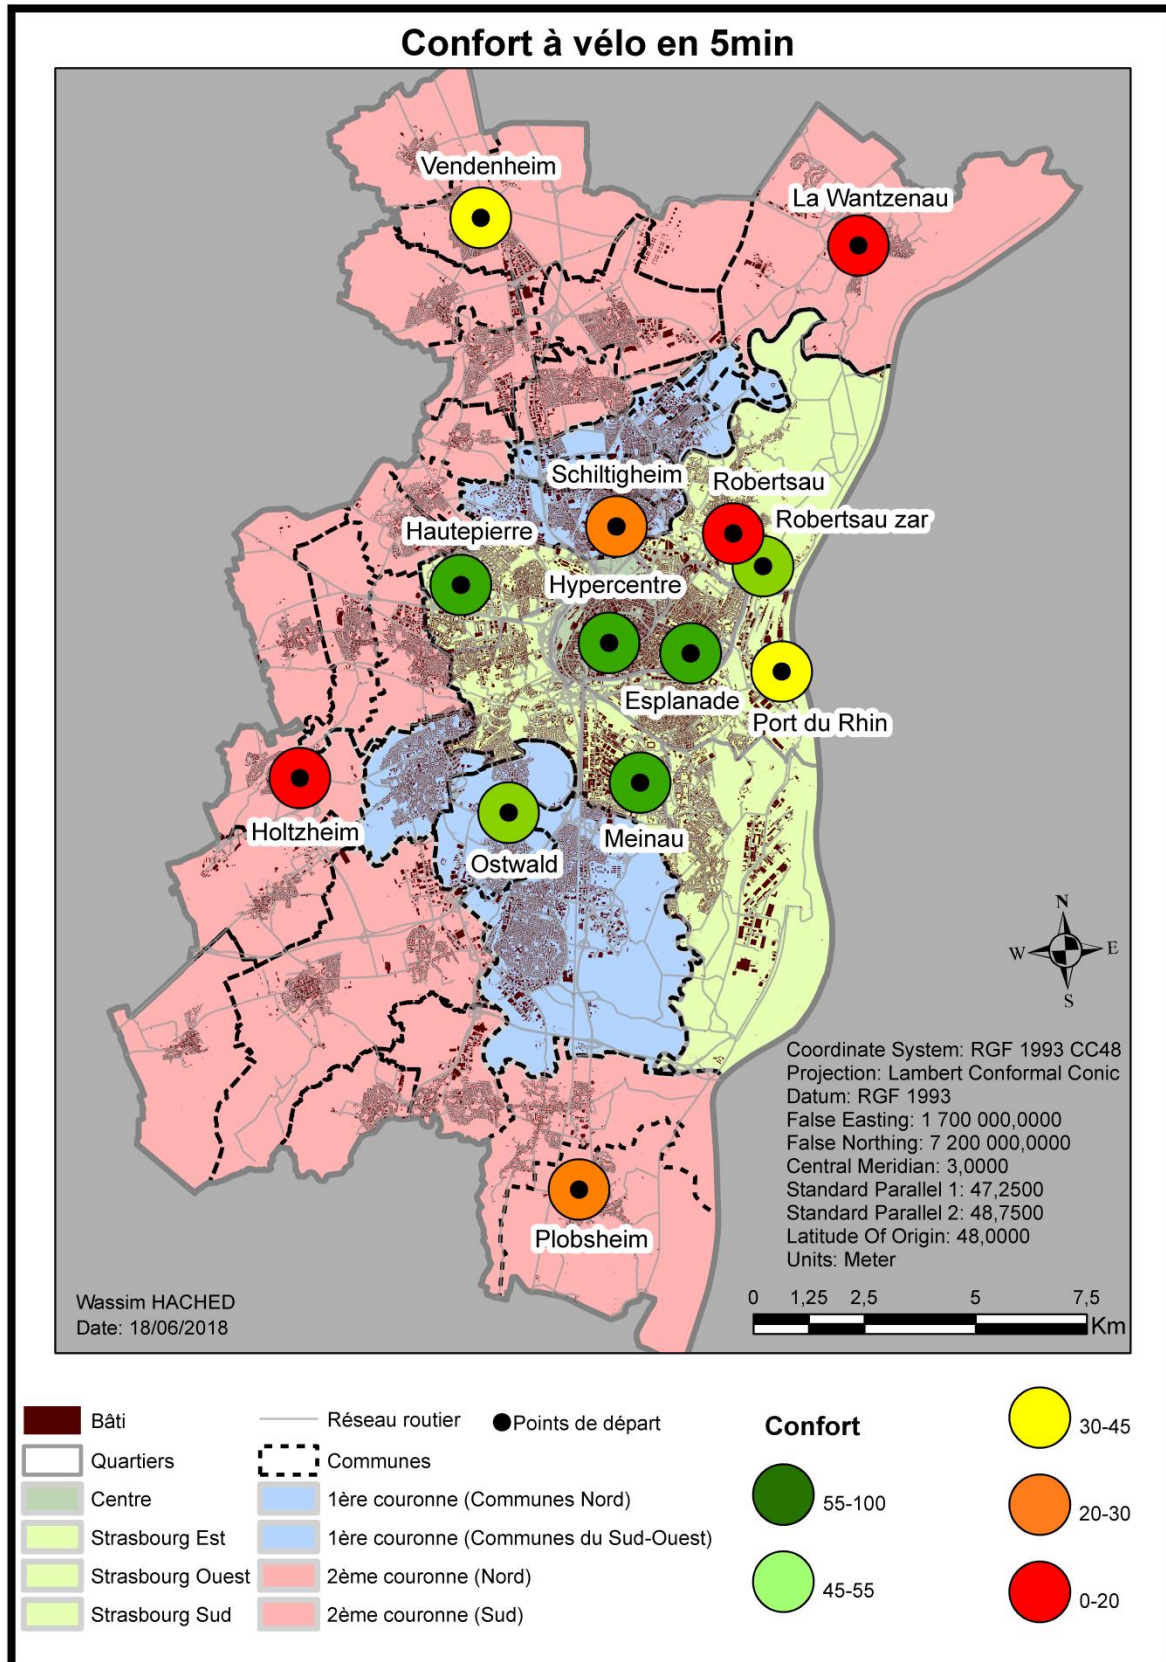 Confort à vélo en 5min
Vendenheim
La Wantzenau
Schiltigheim
Robertsau
Robertsau zar
Hautepierre
Hypercentre
Esplanade
Port du Rhin
Holtzheim
Ostwald
Meinau
Plobsheim
N
W
E
S
Coordinate System: RGF 1993 CC48
Projection: Lambert Conformal Conic
Datum: RGF 1993
False Easting: 1 700 000,0000
False Northing: 7 200 000,0000
Central Meridian: 3,0000
Standard Parallel 1: 47,2500
Standard Parallel 2: 48,7500
Latitude Of Origin: 48,0000
Units: Meter
0 1,25 2,5 5 7,5
Km
Wassim HACHED
Date: 18/06/2018
Bâti
Quartiers
Centre
Strasbourg Est
Strasbourg Ouest
Strasbourg Sud
Réseau routier
Points de départ
Communes
1ère couronne (Communes Nord)
1ère couronne (Communes du Sud-Ouest)
2ème couronne (Nord)
2ème couronne (Sud)
Confort
55-100
45-55
30-45
20-30
0-20